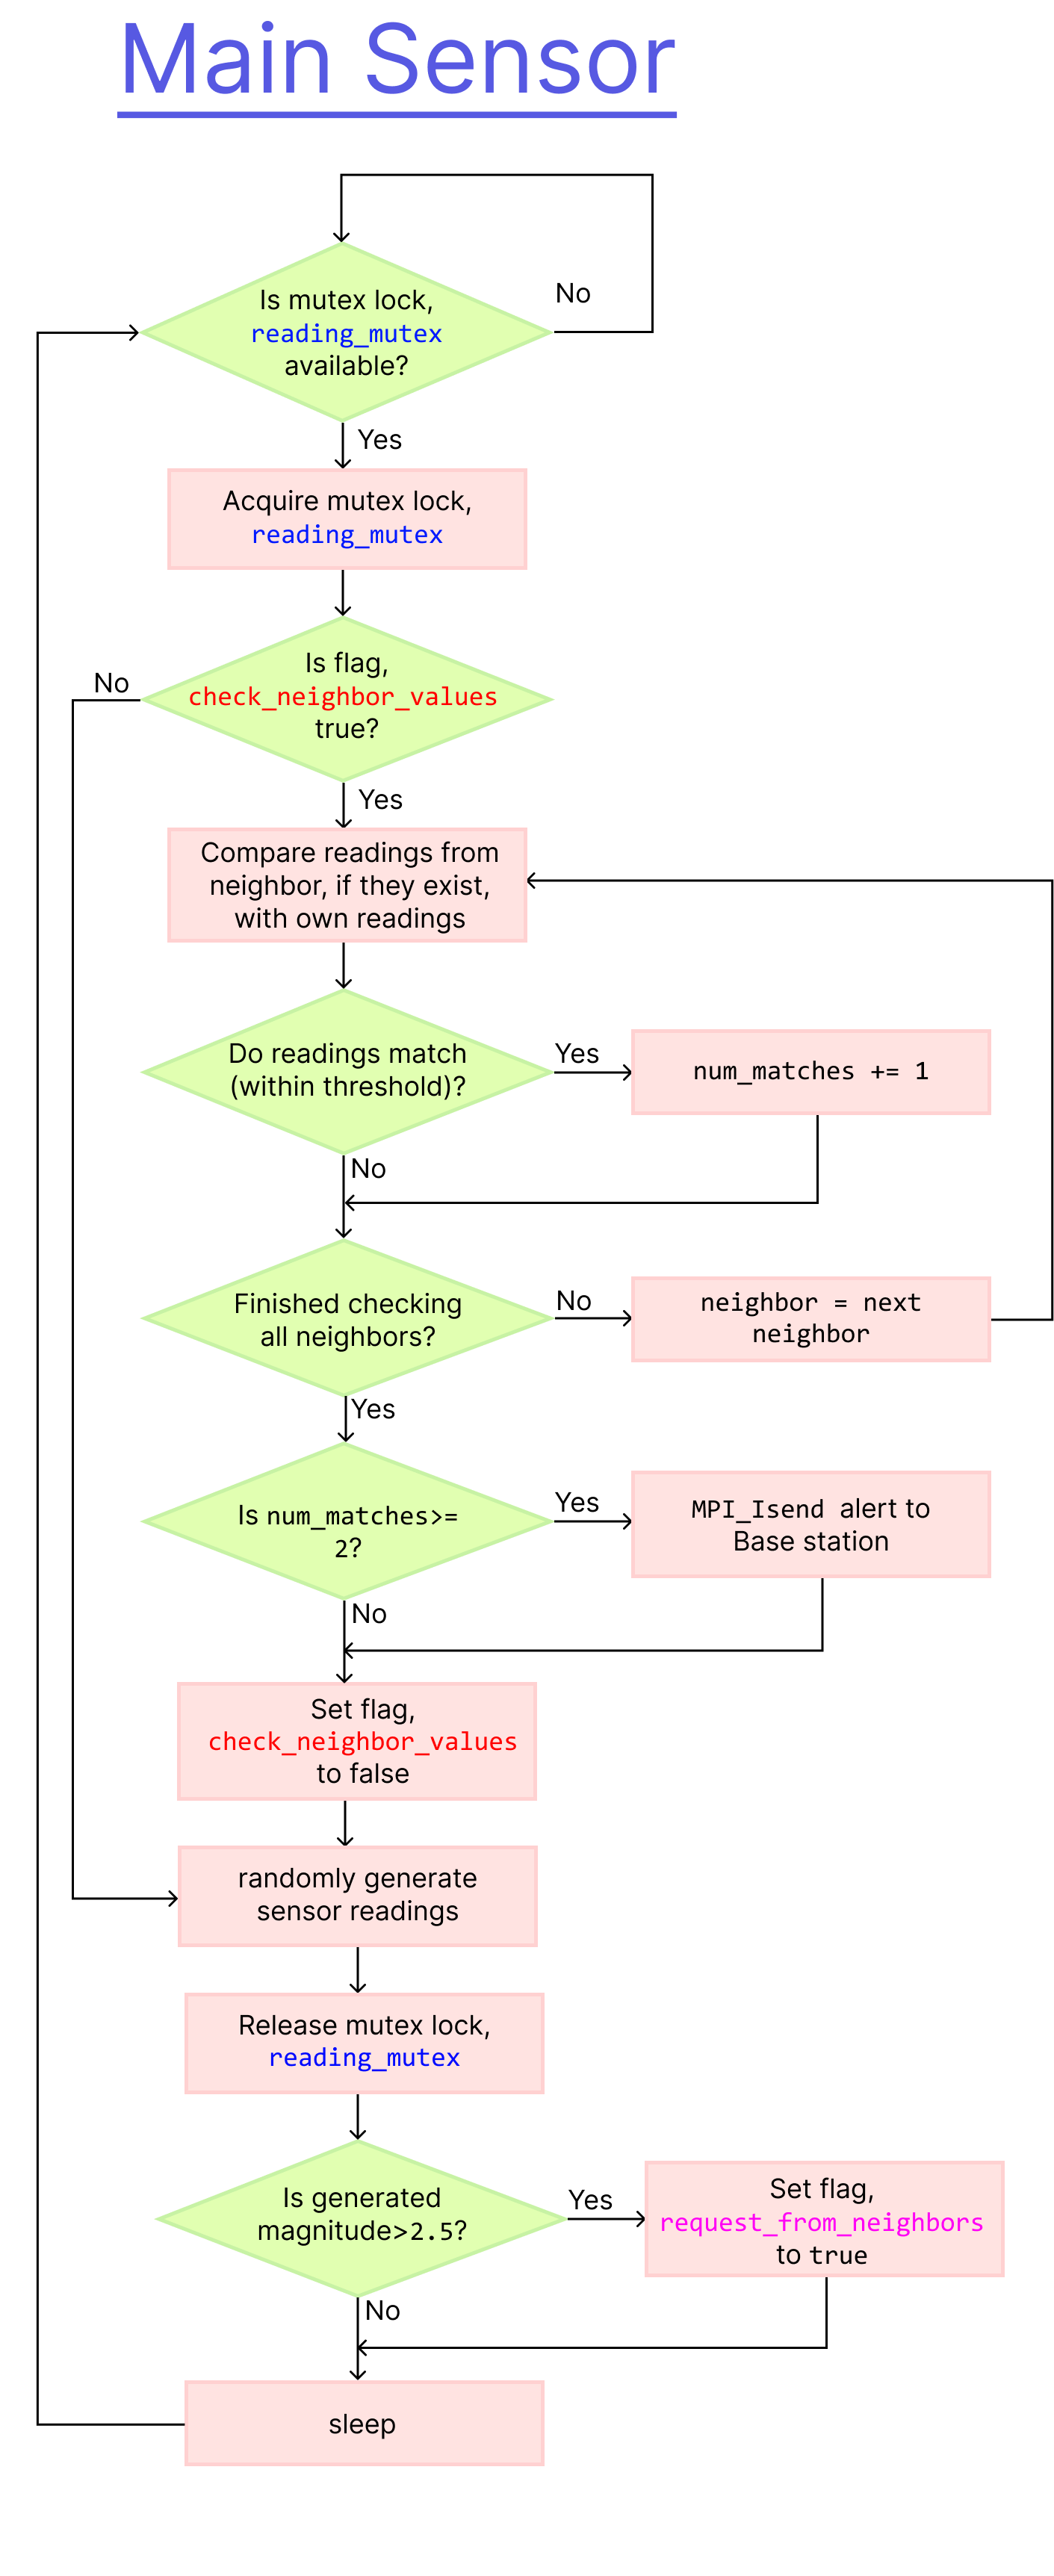 Main Sensor
No
Is mutex lock,
reading_mutex
available?
Yes
Acquire mutex lock,
reading_mutex
Is flag,
No
check_neighbor_values
true?
Yes
Compare readings from
neighbor, if they exist,
with own readings
Do readings match
(within threshold)?
Yes
num_matches += 1
No
Finished checking
all neighbors?
No
neighbor = next
neighbor
Yes
Is num_matches>=
2?
Yes
MPI_Isend alert to
Base station
No
Set flag,
check_neighbor_values
to false
randomly generate
sensor readings
Release mutex lock,
reading_mutex
Is generated
magnitude>2.5?
Yes
Set flag,
request_from_neighbors
to true
No
sleep